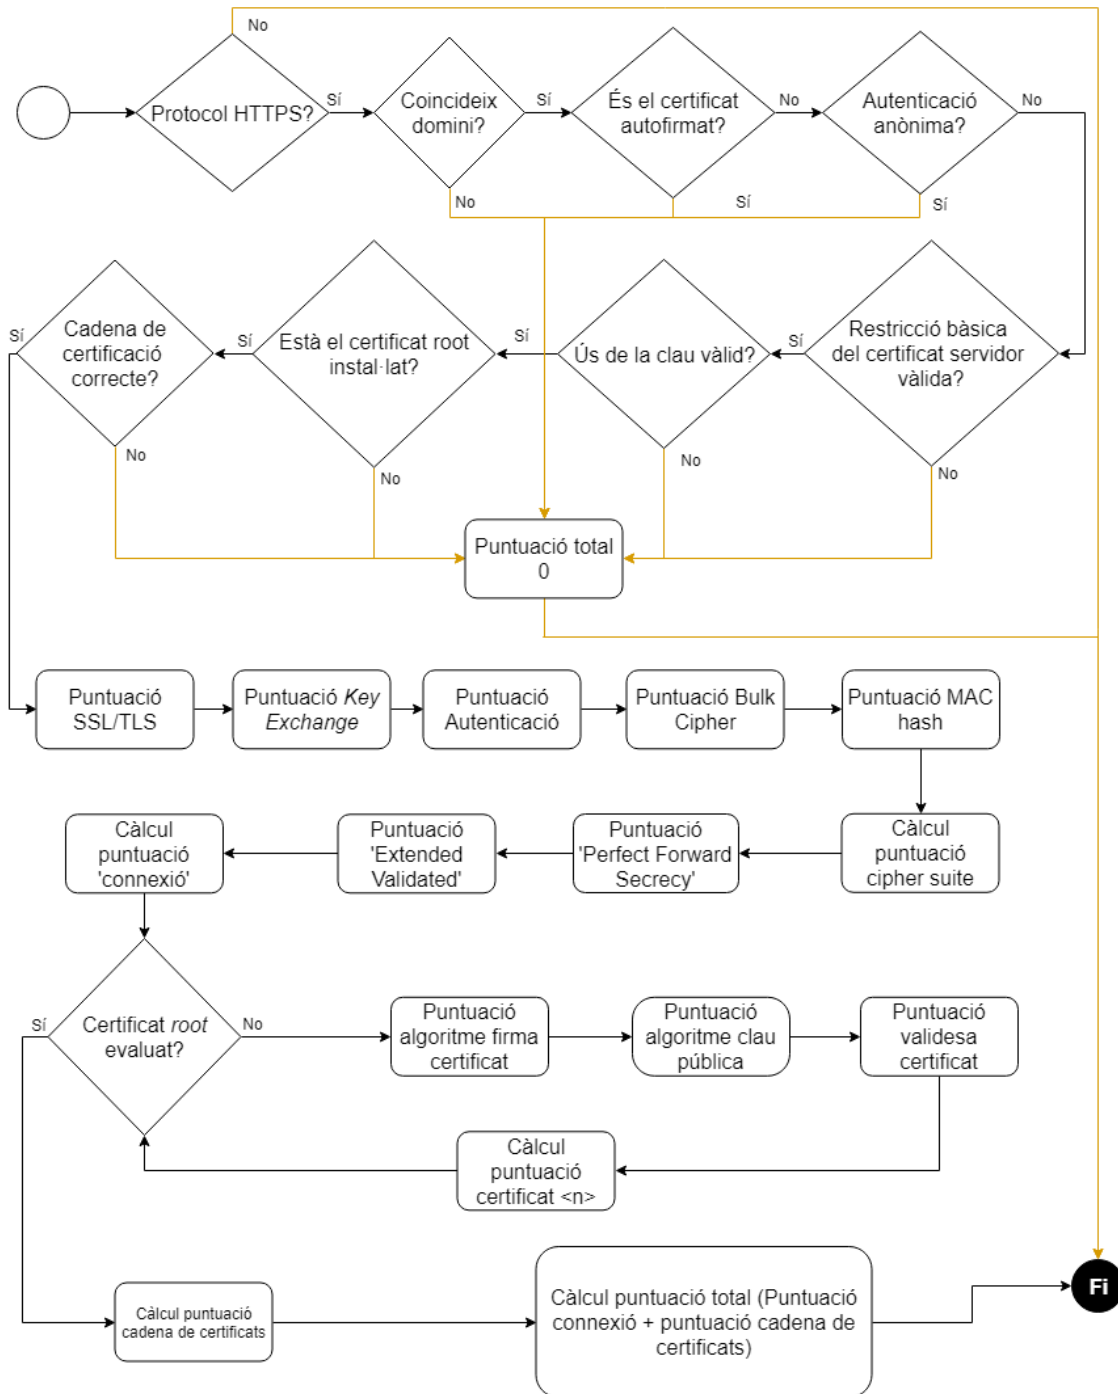 No
Protocol HTTPS?
Sí
Coincideix
domini?
Sí
No
És el certificat
autofirmat?
No
Sí
Autenticació
anònima?
No
Sí
Restricció bàsica
del certificat servidor
vàlida?
Sí
No
Ús de la clau vàlid?
Sí
No
Està el certificat root
instal·lat?
Sí
No
Cadena de
certificació
correcte?
Sí
No
Puntuació total
0
Puntuació
SSL/TLS
Puntuació Key
Exchange
Puntuació
Autenticació
Puntuació Bulk
Cipher
Puntuació MAC
hash
Càlcul
puntuació
cipher suite
Puntuació
'Perfect Forward
Secrecy'
Puntuació
'Extended
Validated'
Càlcul
puntuació
'connexió'
Certificat root
evaluat?
Sí
No
Puntuació
algoritme firma
certificat
Puntuació
algoritme clau
pública
Puntuació
validesa
certificat
Càlcul
puntuació
certificat <n>
Càlcul puntuació
cadena de certificats
Càlcul puntuació total (Puntuació
connexió + puntuació cadena de
certificats)
Fi